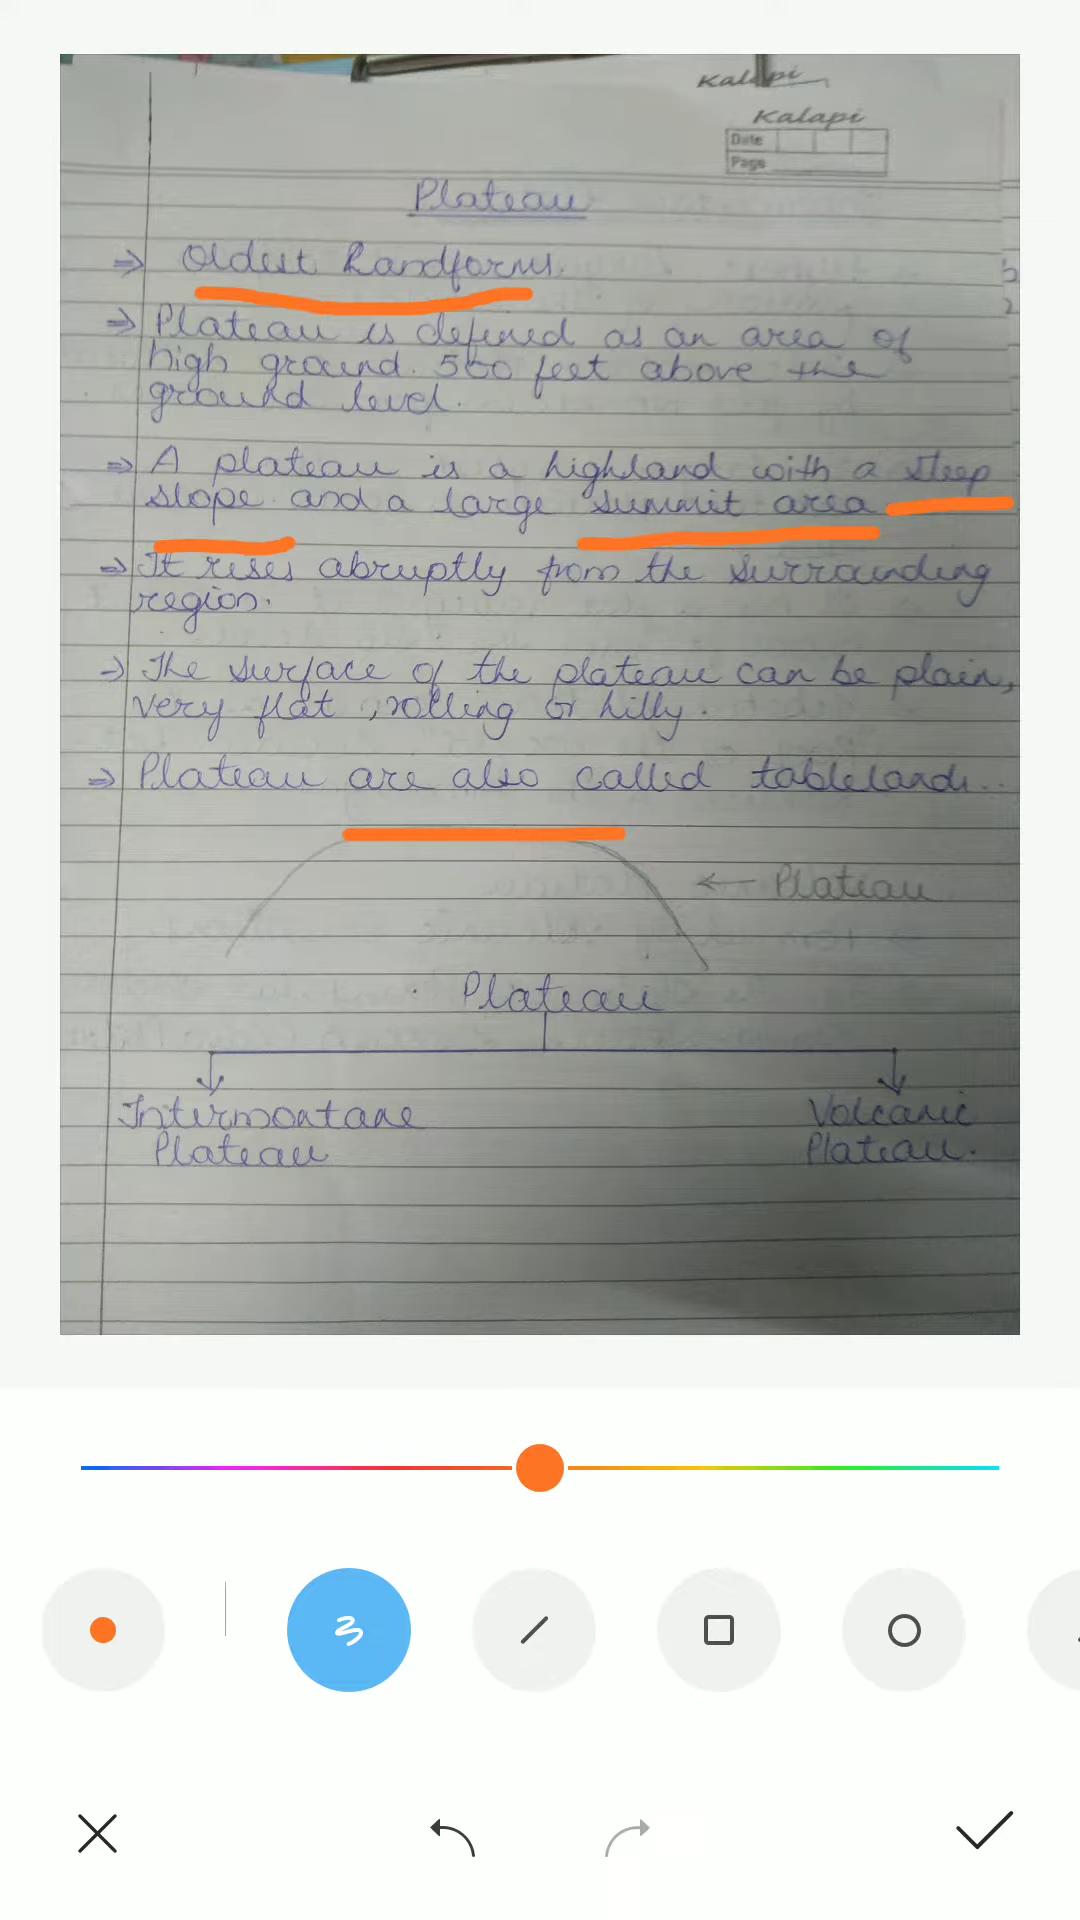 Kalapi
Kalapi
Date
Page
Plateau
⇒ Oldest Landforms.
⇒ Plateau is defined as an area of
high ground. 500 feet above the
ground level.
⇒ A plateau is a highland with a steep
slope and a large summit area
⇒ It rises abruptly from the surrounding
region.
⇒ The surface of the plateau can be plain,
very flat, rolling or hilly.
⇒ Plateau are also called tablelands..
← Plateau
Plateau
Intermontane
Plateau
Volcanic
Plateau.